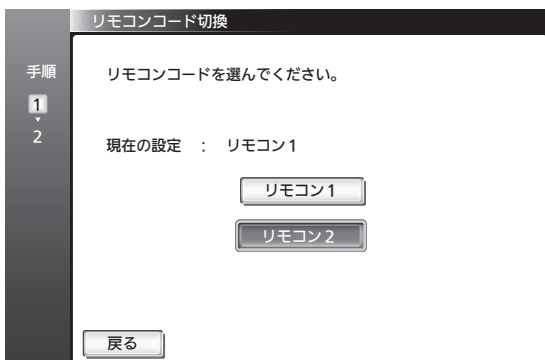 リモコンコード切換
手順
1
2
リモコンコードを選んでください。
現在の設定 : リモコン1
リモコン1
リモコン2
戻る